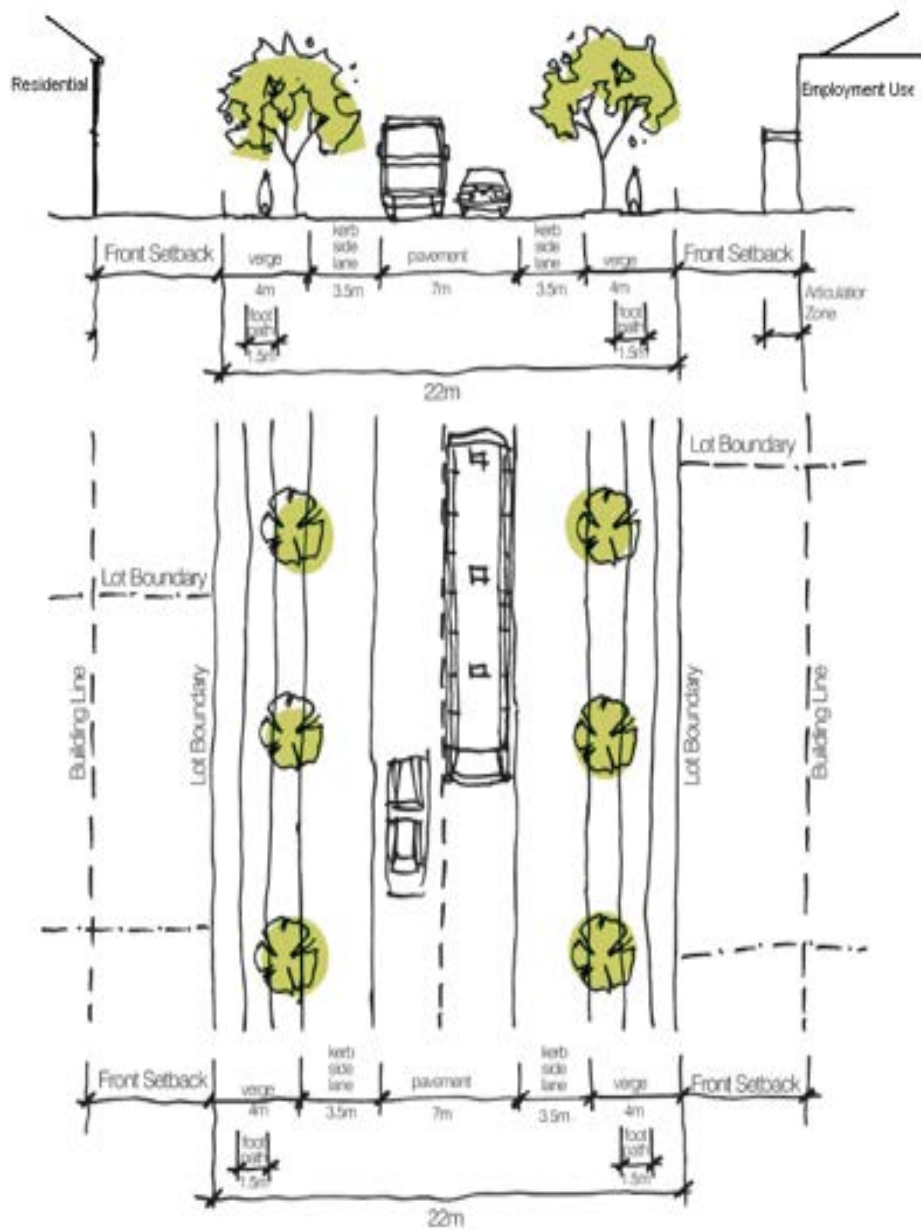 Residential
Employment Use
Front Setback
verge
kerb
side
lane
pavement
kerb
side
lane
verge
Front Setback
4m
3.5m
7m
3.5m
4m
Articulation
Zone
foot
path
1.5m
foot
path
1.5m
22m
Lot Boundary
Lot Boundary
Building Line
Lot Boundary
Lot Boundary
Building Line
Front Setback
verge
kerb
side
lane
pavement
kerb
side
lane
verge
Front Setback
4m
3.5m
7m
3.5m
4m
foot
path
1.5m
foot
path
1.5m
22m